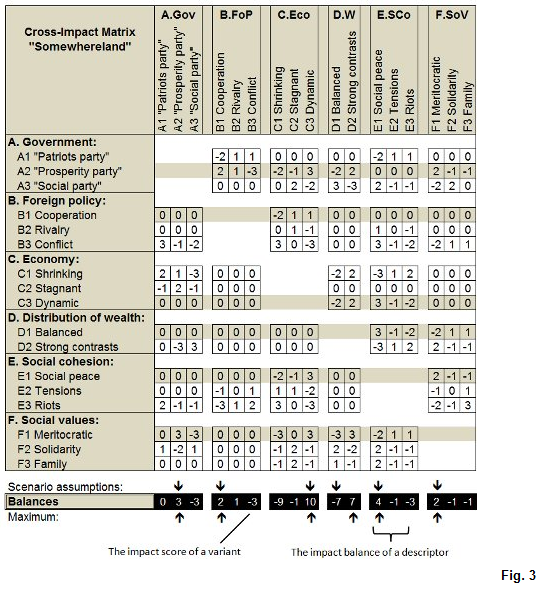 Cross-Impact Matrix
"Somewhereland"
A.Gov B.FoP C.Eco D.W E.SCo F.SoV
A1 "Patriots party"
A2 "Prosperity party"
A3 "Social party"
B1 Cooperation
B2 Rivalry
B3 Conflict
C1 Shrinking
C2 Stagnant
C3 Dynamic
D1 Balanced
D2 Strong contrasts
E1 Social peace
E2 Tensions
E3 Riots
F1 Meritocratic
F2 Solidarity
F3 Family
A. Government:
A1 "Patriots party" -2 1 1 0 0 0 0 0 -2 1 1 0 0 0
A2 "Prosperity party" 2 1 -3 -2 -1 3 -2 2 0 0 0 2 -1 -1
A3 "Social party" 0 0 0 0 2 -2 3 -3 2 -1 -1 -2 2 0
B. Foreign policy:
B1 Cooperation 0 0 0 -2 1 1 0 0 0 0 0 0 0 0
B2 Rivalry 0 0 0 0 1 -1 0 0 1 0 -1 0 0 0
B3 Conflict 3 -1 -2 3 0 -3 0 0 3 -1 -2 -2 1 1
C. Economy:
C1 Shrinking 2 1 -3 0 0 0 -2 2 -3 1 2 0 0 0
C2 Stagnant -1 2 -1 0 0 0 0 0 0 0 0 0 0 0
C3 Dynamic 0 0 0 0 0 0 -2 2 3 -1 -2 0 0 0
D. Distribution of wealth:
D1 Balanced 0 0 0 0 0 0 0 0 0 3 -1 -2 -2 1 1
D2 Strong contrasts 0 -3 3 0 0 0 0 0 0 -3 1 2 2 -1 -1
E. Social cohesion:
E1 Social peace 0 0 0 0 0 0 -2 -1 3 0 0 2 -1 -1
E2 Tensions 0 0 0 -1 0 1 1 1 -2 0 0 -1 0 1
E3 Riots 2 -1 -1 -3 1 2 3 0 -3 0 0 -2 -1 3
F. Social values:
F1 Meritocratic 0 3 -3 0 0 0 -3 0 3 -3 3 -2 1 1
F2 Solidarity 1 -2 1 0 0 0 -1 2 -1 2 -2 2 -1 -1
F3 Family 0 0 0 0 0 0 -1 2 -1 1 -1 2 -1 -1
Scenario assumptions:
Balances 0 3 -3 2 1 -3 -9 -1 10 -7 7 4 -1 -3 2 -1 -1
Maximum:
The impact score of a variant
The impact balance of a descriptor
Fig. 3